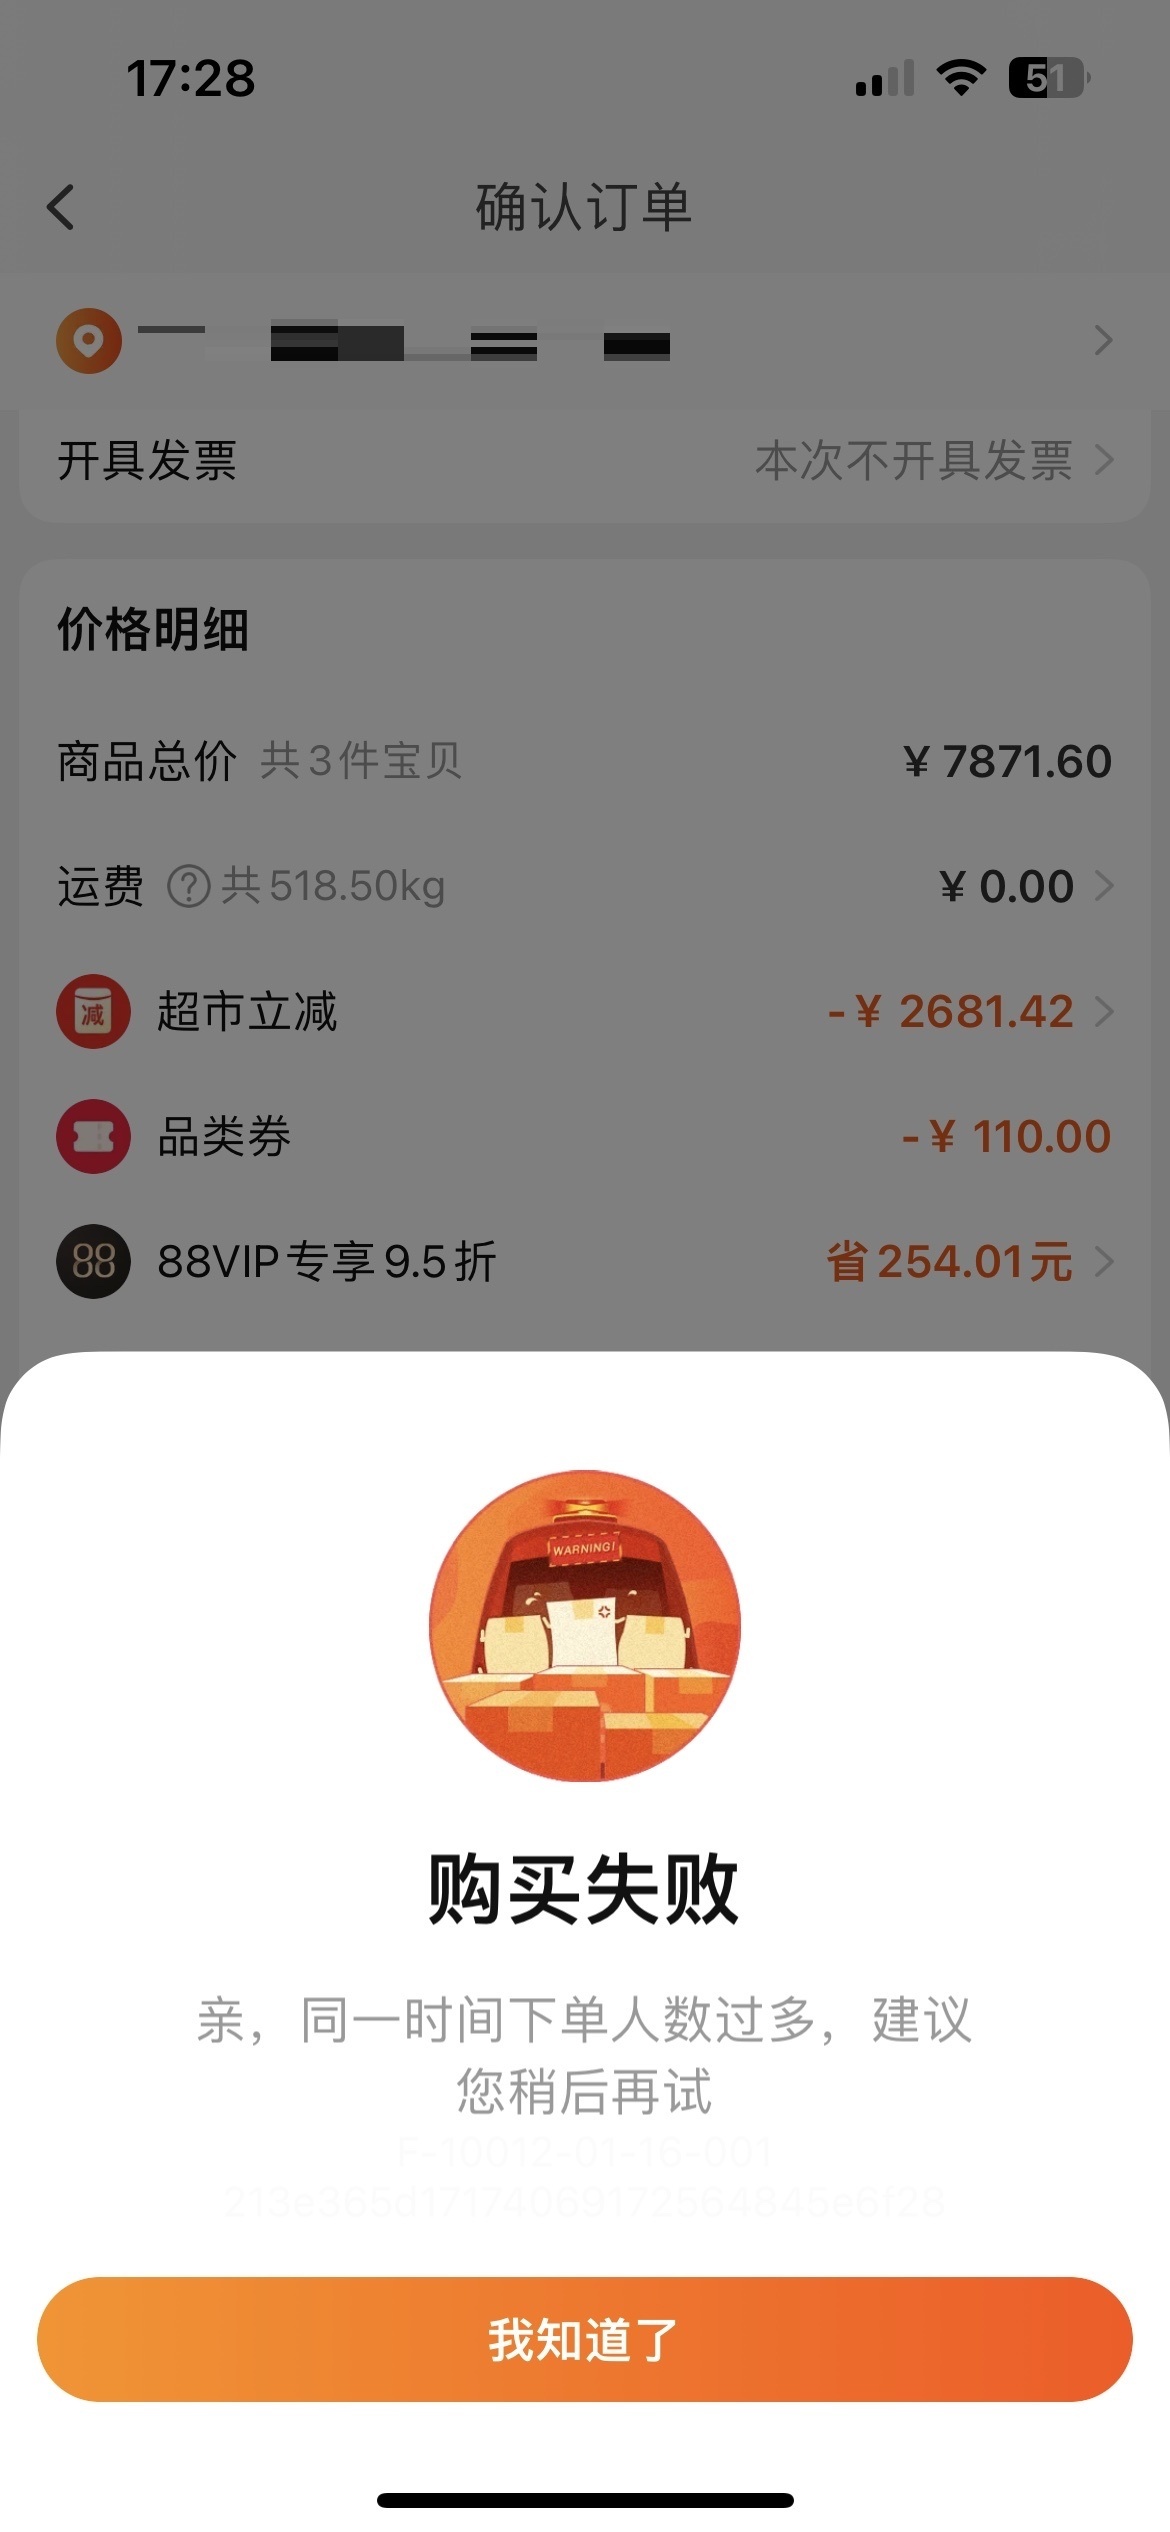 17:28
51
确认订单
开具发票 本次不开具发票
价格明细
商品总价 共3件宝贝 ¥ 7871.60
运费 ? 共518.50kg ¥ 0.00
减 超市立减 -¥ 2681.42
品类券 -¥ 110.00
88 88VIP专享9.5折 省254.01元
WARNING!
购买失败
亲，同一时间下单人数过多，建议
您稍后再试
F-10012-01-16-001
213e365d17174069172564845e6f28
我知道了